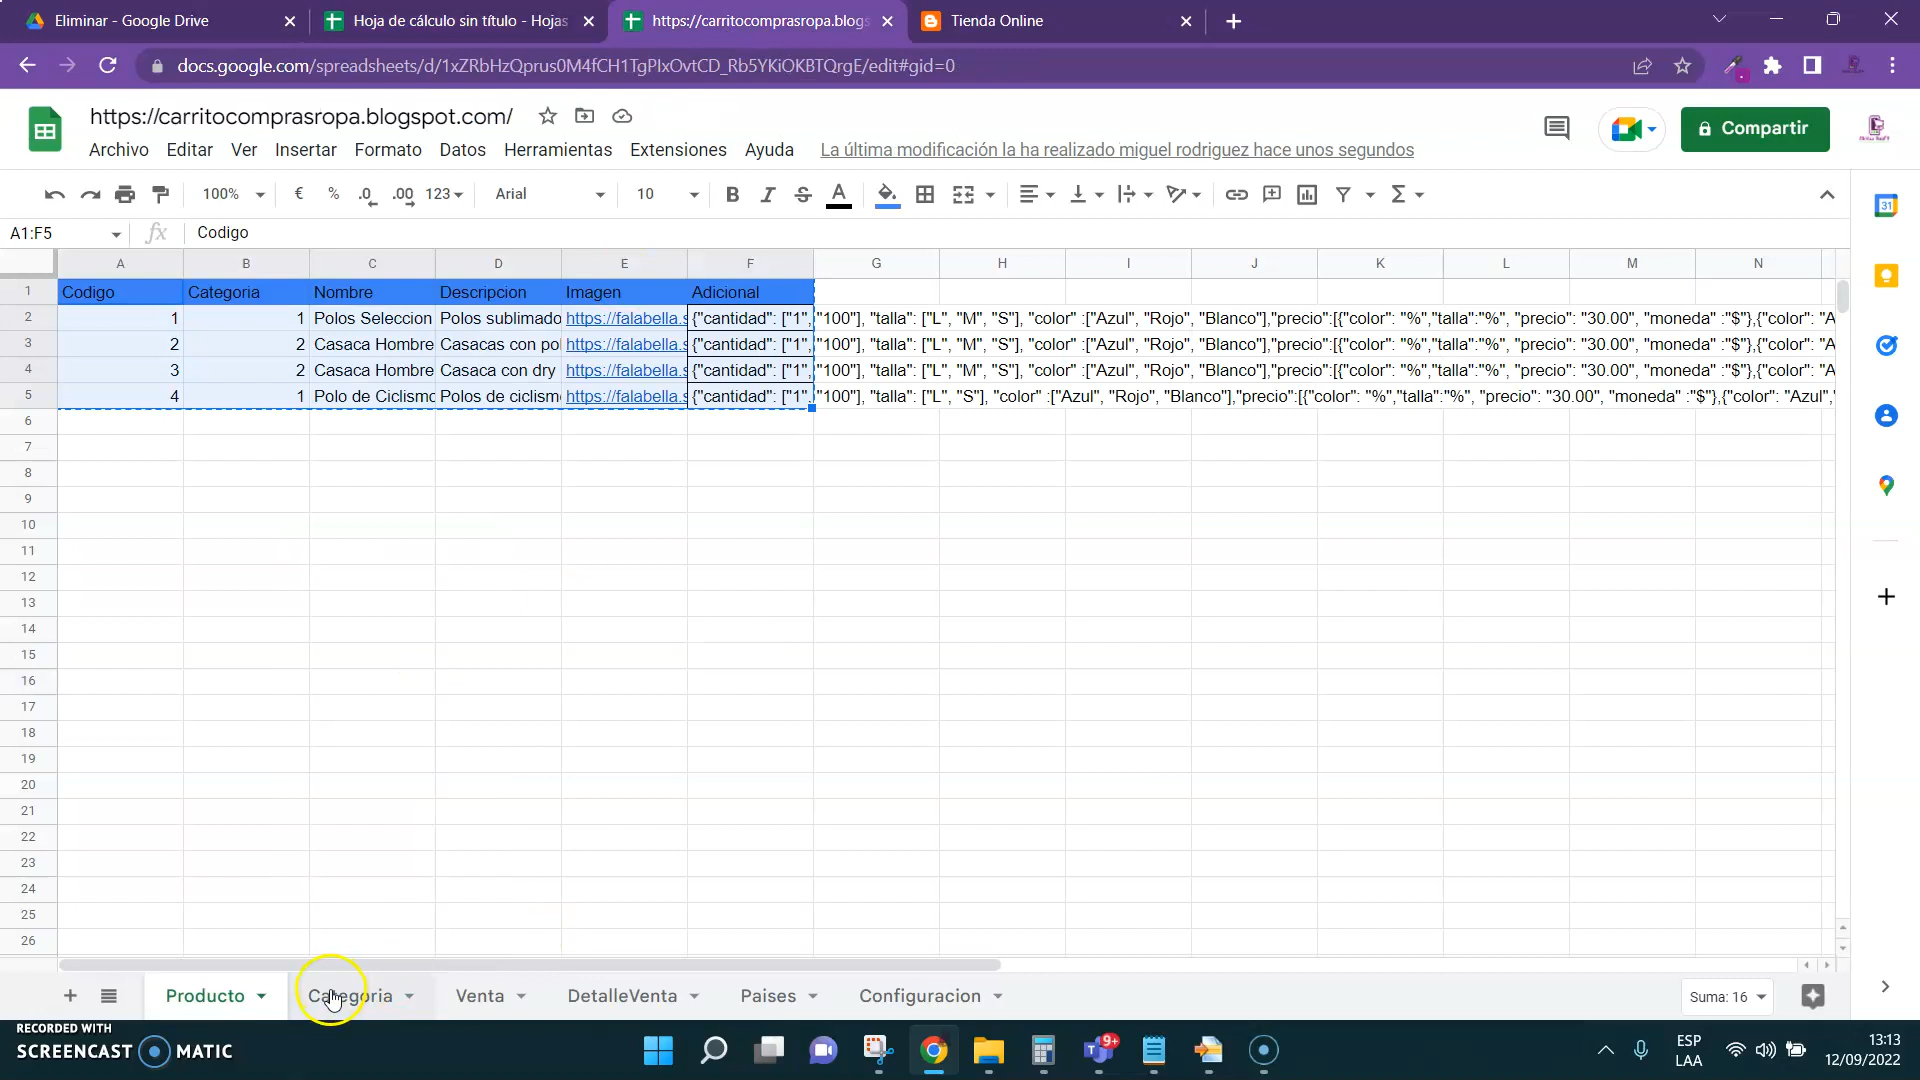 Eliminar - Google Drive
Hoja de cálculo sin título - Hojas
https://carritocomprasropa.blogs
Tienda Online
docs.google.com/spreadsheets/d/1xZRbHzQprus0M4fCH1TgPIxOvtCD_Rb5YKiOKBTQrgE/edit#gid=0
https://carritocomprasropa.blogspot.com/
Compartir
Archivo Editar Ver Insertar Formato Datos Herramientas Extensiones Ayuda La última modificación la ha realizado miguel rodriguez hace unos segundos
100% € % .0 .00 123 Arial 10 B I S A
A1:F5 fx Codigo
A B C D E F G H I J K L M N
1 Codigo Categoria Nombre Descripcion Imagen Adicional
2 1 1 Polos Seleccion Polos sublimado https://falabella.s {"cantidad": ["1", "100"], "talla": ["L", "M", "S"], "color" :["Azul", "Rojo", "Blanco"],"precio":[{"color": "%","talla":"%", "precio": "30.00", "moneda" :"$"},{"color": "A
3 2 2 Casaca Hombre Casacas con pol https://falabella.s {"cantidad": ["1", "100"], "talla": ["L", "M", "S"], "color" :["Azul", "Rojo", "Blanco"],"precio":[{"color": "%","talla":"%", "precio": "30.00", "moneda" :"$"},{"color": "A
4 3 2 Casaca Hombre Casaca con dry https://falabella.s {"cantidad": ["1", "100"], "talla": ["L", "M", "S"], "color" :["Azul", "Rojo", "Blanco"],"precio":[{"color": "%","talla":"%", "precio": "30.00", "moneda" :"$"},{"color": "A
5 4 1 Polo de Ciclismo Polos de ciclismo https://falabella.s {"cantidad": ["1", "100"], "talla": ["L", "S"], "color" :["Azul", "Rojo", "Blanco"],"precio":[{"color": "%","talla":"%", "precio": "30.00", "moneda" :"$"},{"color": "Azul","
6
7
8
9
10
11
12
13
14
15
16
17
18
19
20
21
22
23
24
25
26
Producto Categoria Venta DetalleVenta Paises Configuracion Suma: 16
RECORDED WITH
SCREENCAST MATIC
9+
ESP
LAA
13:13
12/09/2022
31